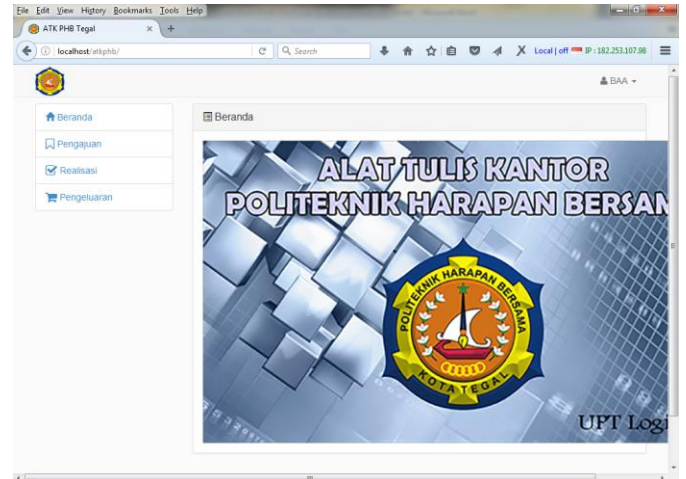 File Edit View History Bookmarks Tools Help
ATK PHB Tegal
localhost/atkphb/
Search
Local | off IP : 182.253.107.98
BAA
Beranda
Pengajuan
Realisasi
Pengeluaran
Beranda
ALAT TULIS KANTOR
POLITEKNIK HARAPAN BERSAM
POLITEKNIK HARAPAN BERSAMA
KOTA TEGAL
UPT Logi